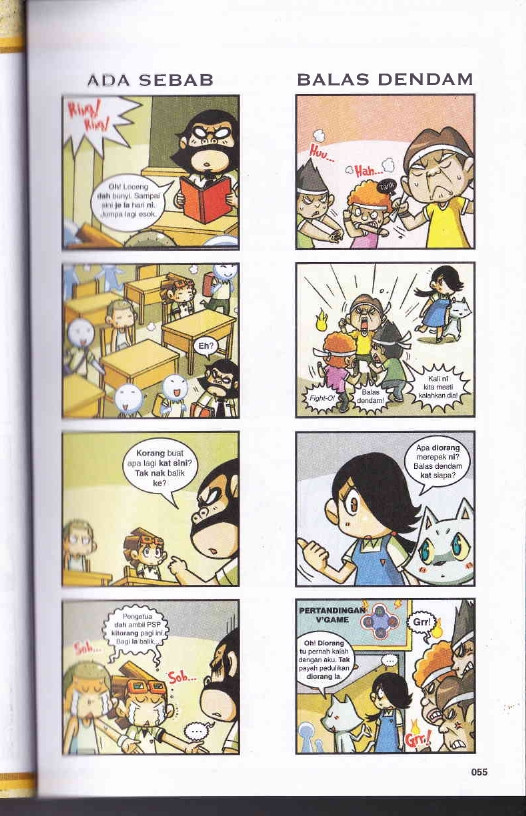 ADA SEBAB
Ring!
Ring!
Oh! Loceng
dah bunyi. Sampai
sini je la hari ni.
Jumpa lagi esok.
Eh?
Korang buat
apa lagi kat sini?
Tak nak balik
ke?
Pengetua
dah ambil PSP
kitorang pagi ini.
Bagi la balik...
Sob...
Sob...
...
BALAS DENDAM
Huu...
Hah...
Fight-O!
Balas
dendam!
Kali ni
kita mesti
kalahkan dia!
Apa diorang
merepek ni?
Balas dendam
kat siapa?
PERTANDINGAN
V'GAME
Grr!
Oh! Diorang
tu pernah kalah
dengan aku. Tak
payah pedulikan
diorang la.
...
Grr!
055